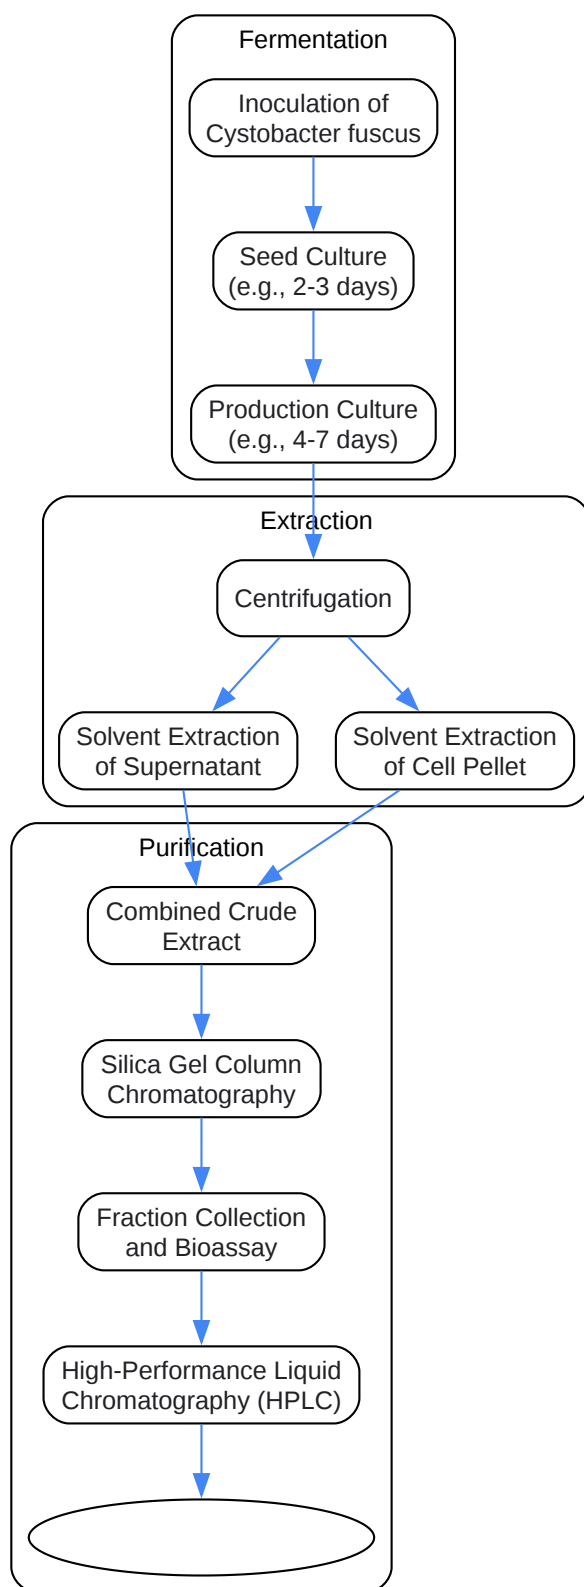 Fermentation
Inoculation of
Cystobacter fuscus
Seed Culture
(e.g., 2-3 days)
Production Culture
(e.g., 4-7 days)
Extraction
Centrifugation
Solvent Extraction
of Supernatant
Solvent Extraction
of Cell Pellet
Purification
Combined Crude
Extract
Silica Gel Column
Chromatography
Fraction Collection
and Bioassay
High-Performance Liquid
Chromatography (HPLC)